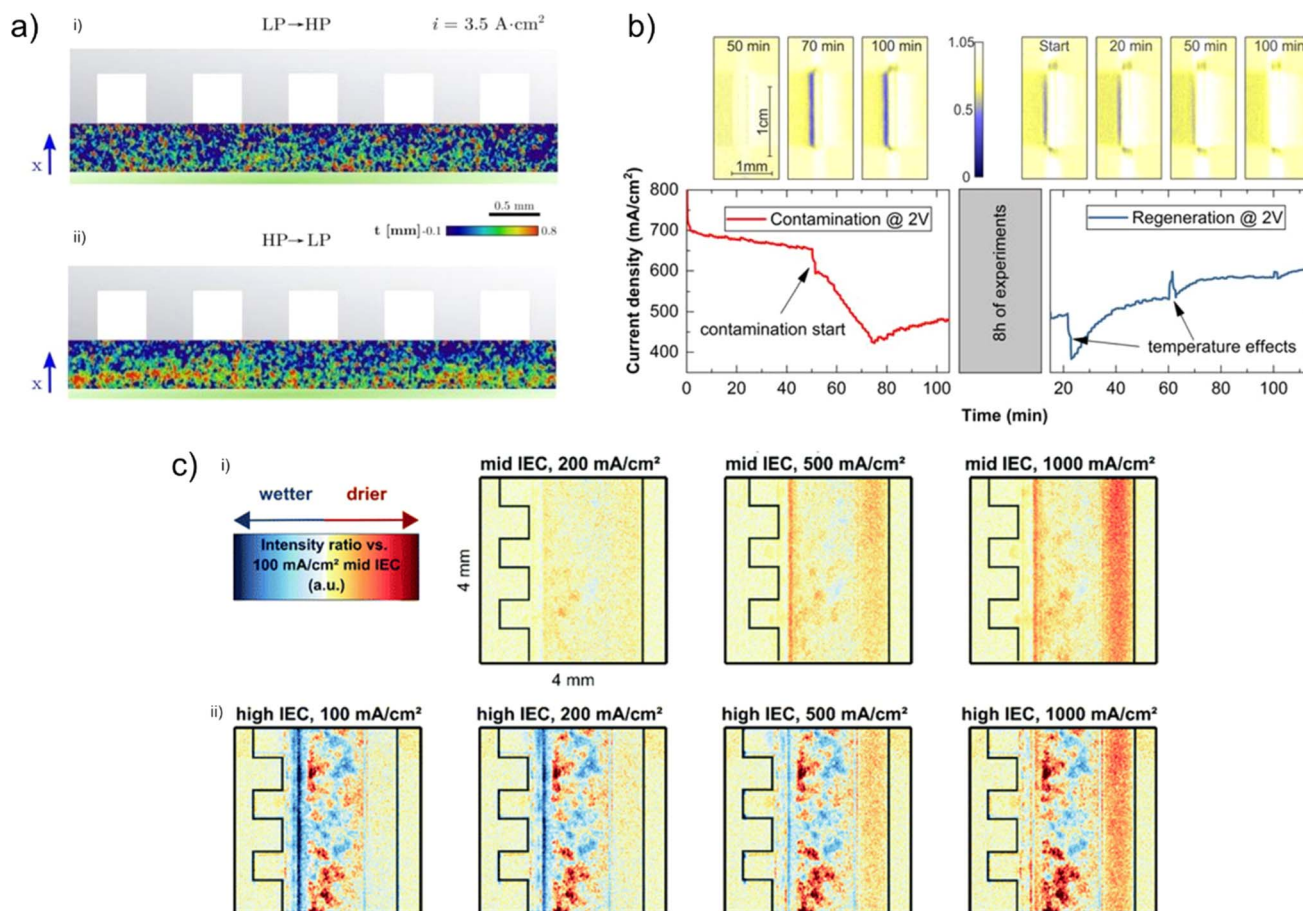 a)
i)
LP→HP
i = 3.5 A·cm²
x
0.5 mm
ii)
HP→LP
t [mm] -0.1
0.8
x
b)
50 min
70 min
100 min
1.05
0.5
0
Start
20 min
50 min
100 min
1cm
1mm
Current density (mA/cm²)
800
700
600
500
400
Contamination @ 2V
contamination start
0
20
40
60
80
100
8h of experiments
Regeneration @ 2V
temperature effects
20
40
60
80
100
Time (min)
c)
i)
wetter
drier
Intensity ratio vs.
100 mA/cm² mid IEC
(a.u.)
mid IEC, 200 mA/cm²
mid IEC, 500 mA/cm²
mid IEC, 1000 mA/cm²
4 mm
4 mm
ii)
high IEC, 100 mA/cm²
high IEC, 200 mA/cm²
high IEC, 500 mA/cm²
high IEC, 1000 mA/cm²